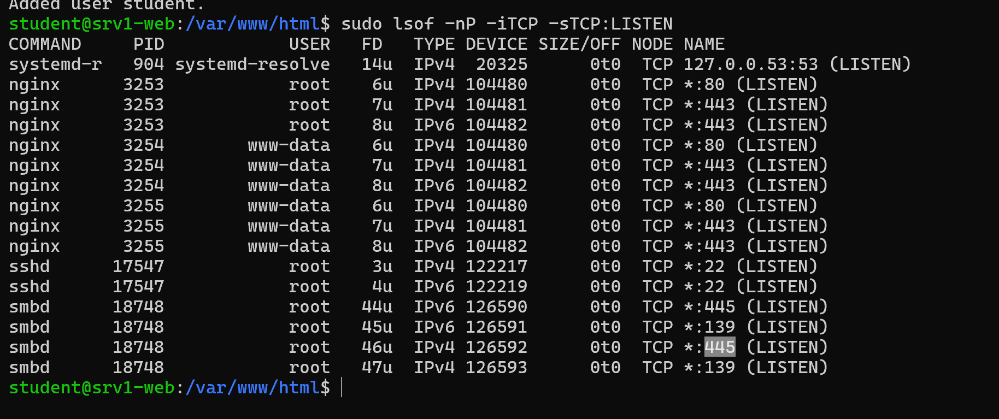 Added user student.
student@srv1-web:/var/www/html$ sudo lsof -nP -iTCP -sTCP:LISTEN
COMMAND     PID            USER   FD   TYPE DEVICE SIZE/OFF NODE NAME
systemd-r   904 systemd-resolve   14u  IPv4  20325      0t0  TCP 127.0.0.53:53 (LISTEN)
nginx      3253            root    6u  IPv4 104480      0t0  TCP *:80 (LISTEN)
nginx      3253            root    7u  IPv4 104481      0t0  TCP *:443 (LISTEN)
nginx      3253            root    8u  IPv6 104482      0t0  TCP *:443 (LISTEN)
nginx      3254        www-data    6u  IPv4 104480      0t0  TCP *:80 (LISTEN)
nginx      3254        www-data    7u  IPv4 104481      0t0  TCP *:443 (LISTEN)
nginx      3254        www-data    8u  IPv6 104482      0t0  TCP *:443 (LISTEN)
nginx      3255        www-data    6u  IPv4 104480      0t0  TCP *:80 (LISTEN)
nginx      3255        www-data    7u  IPv4 104481      0t0  TCP *:443 (LISTEN)
nginx      3255        www-data    8u  IPv6 104482      0t0  TCP *:443 (LISTEN)
sshd      17547            root    3u  IPv4 122217      0t0  TCP *:22 (LISTEN)
sshd      17547            root    4u  IPv6 122219      0t0  TCP *:22 (LISTEN)
smbd      18748            root   44u  IPv6 126590      0t0  TCP *:445 (LISTEN)
smbd      18748            root   45u  IPv6 126591      0t0  TCP *:139 (LISTEN)
smbd      18748            root   46u  IPv4 126592      0t0  TCP *:445 (LISTEN)
smbd      18748            root   47u  IPv4 126593      0t0  TCP *:139 (LISTEN)
student@srv1-web:/var/www/html$